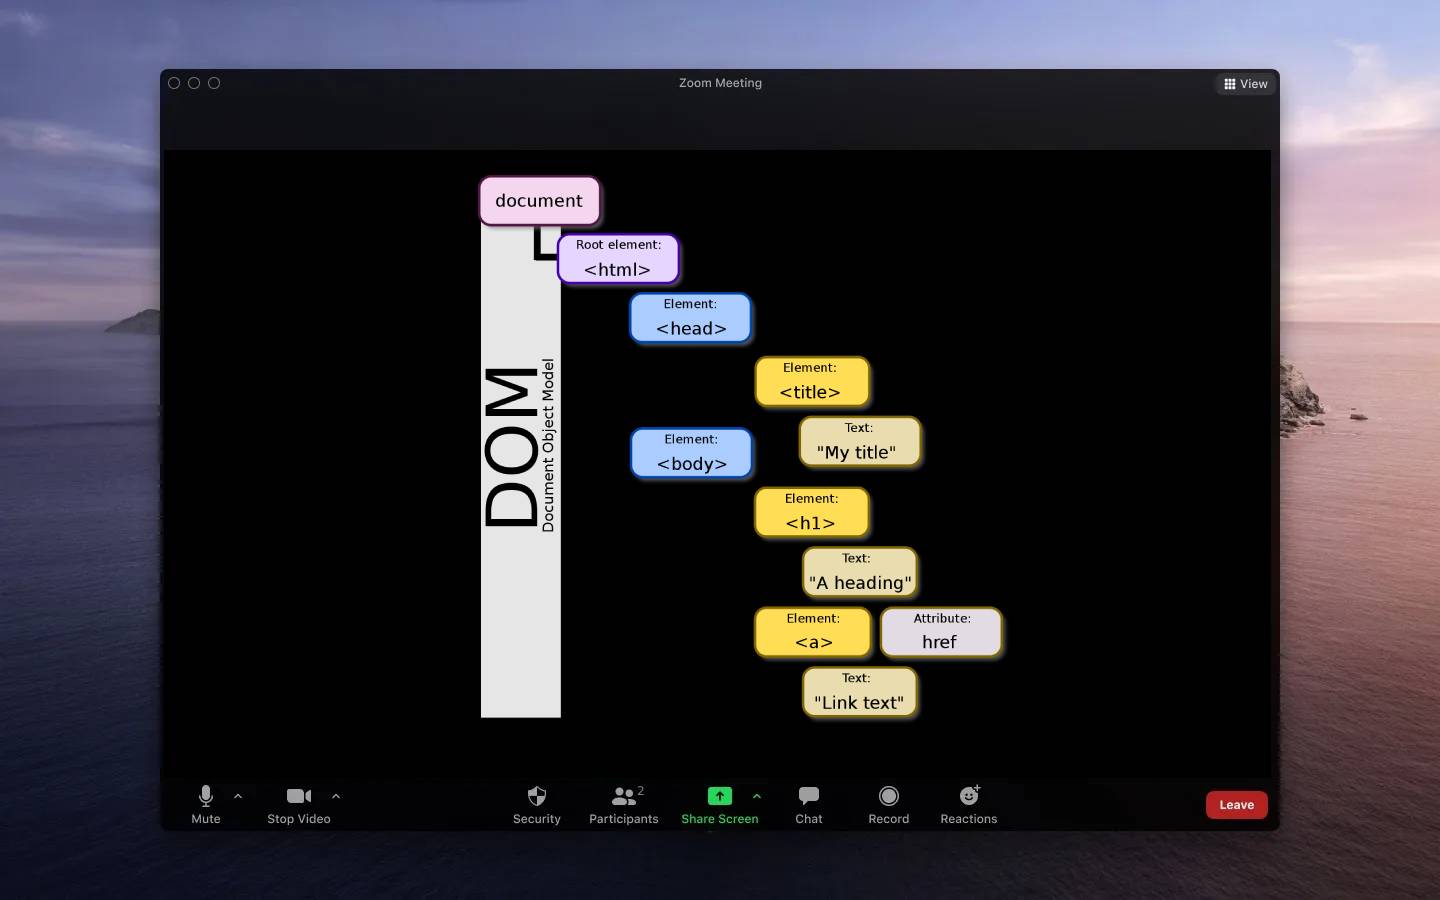 Zoom Meeting
View
document
Root element:
<html>
Element:
<head>
Element:
<title>
Text:
"My title"
Element:
<body>
Element:
<h1>
Text:
"A heading"
Element:
<a>
Attribute:
href
Text:
"Link text"
DOM
Document Object Model
Mute
Stop Video
Security
Participants
2
Share Screen
Chat
Record
Reactions
Leave